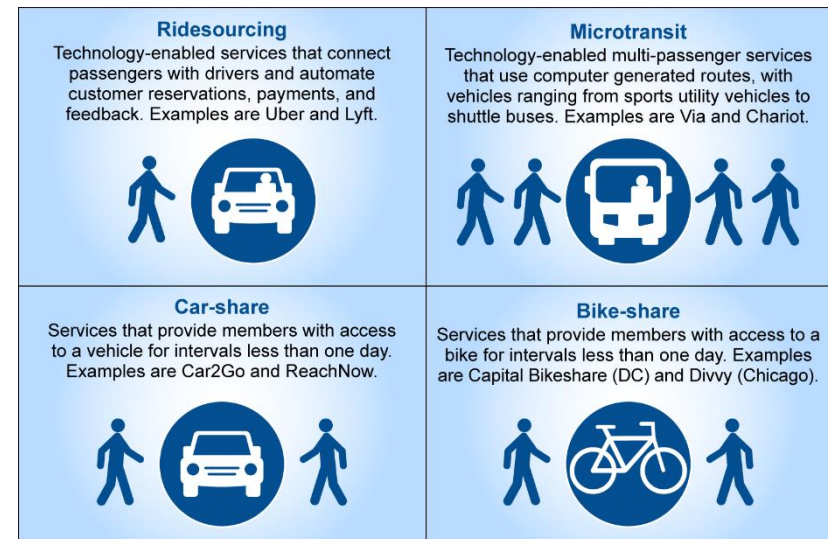 Ridesourcing
Technology-enabled services that connect
passengers with drivers and automate
customer reservations, payments, and
feedback. Examples are Uber and Lyft.
Microtransit
Technology-enabled multi-passenger services
that use computer generated routes, with
vehicles ranging from sports utility vehicles to
shuttle buses. Examples are Via and Chariot.
Car-share
Services that provide members with access
to a vehicle for intervals less than one day.
Examples are Car2Go and ReachNow.
Bike-share
Services that provide members with access to a
bike for intervals less than one day. Examples
are Capital Bikeshare (DC) and Divvy (Chicago).